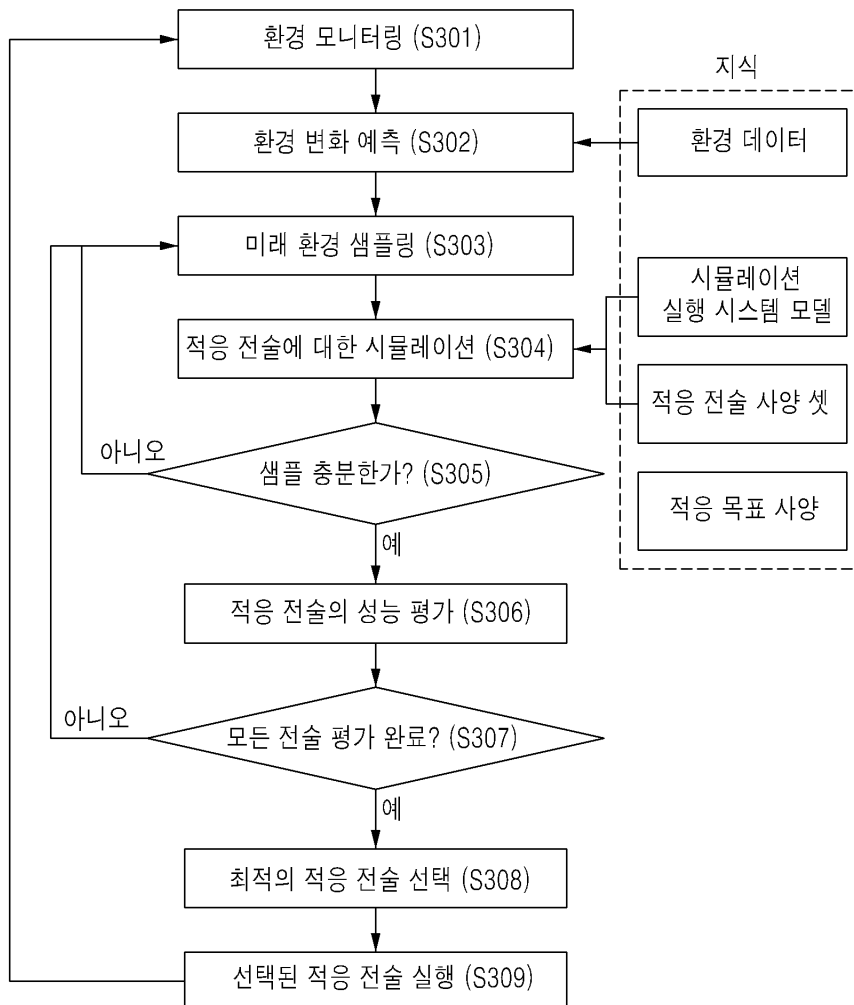 환경 모니터링 (S301)
지식
환경 변화 예측 (S302)
환경 데이터
미래 환경 샘플링 (S303)
시뮬레이션
실행 시스템 모델
적응 전술에 대한 시뮬레이션 (S304)
적응 전술 사양 셋
아니오
샘플 충분한가? (S305)
적응 목표 사양
예
적응 전술의 성능 평가 (S306)
아니오
모든 전술 평가 완료? (S307)
예
최적의 적응 전술 선택 (S308)
선택된 적응 전술 실행 (S309)